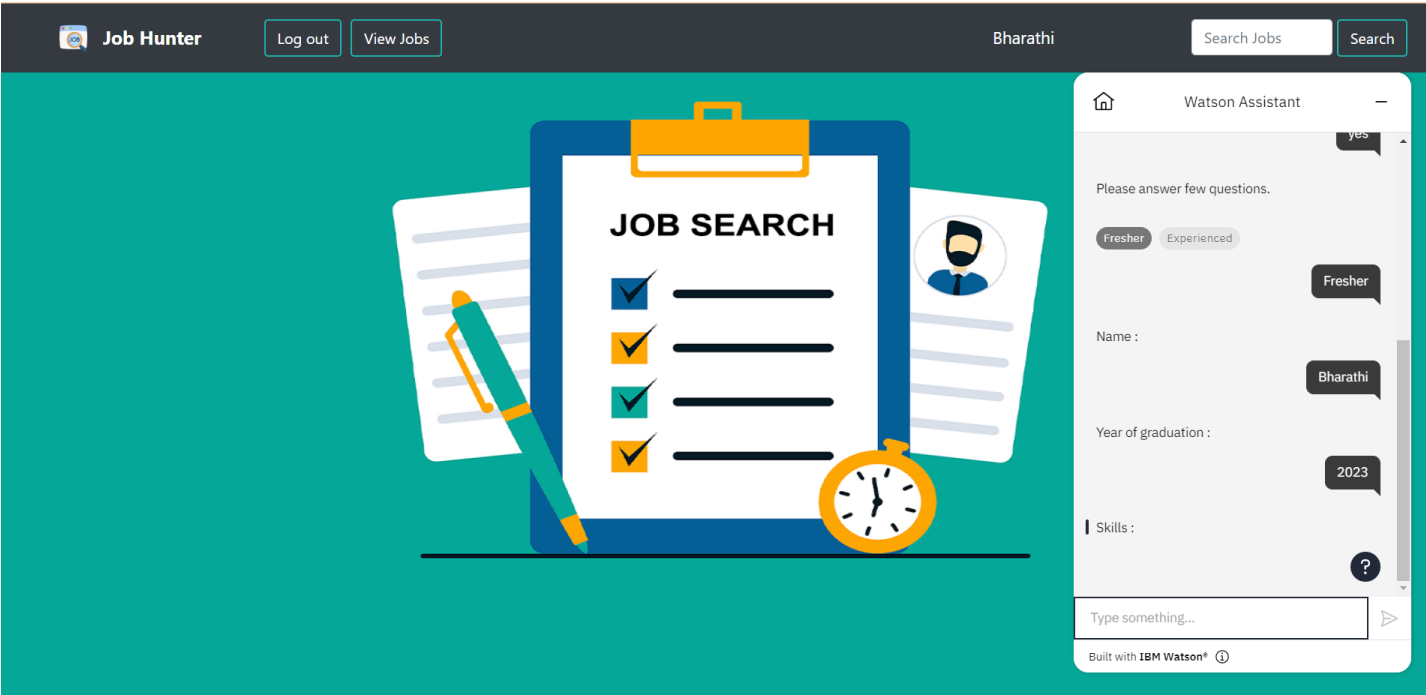 Job Hunter
Log out
View Jobs
Bharathi
Search Jobs
Search
JOB
JOB SEARCH
Watson Assistant
yes
Please answer few questions.
Fresher
Experienced
Fresher
Name :
Bharathi
Year of graduation :
2023
Skills :
?
Type something...
Built with IBM Watson®